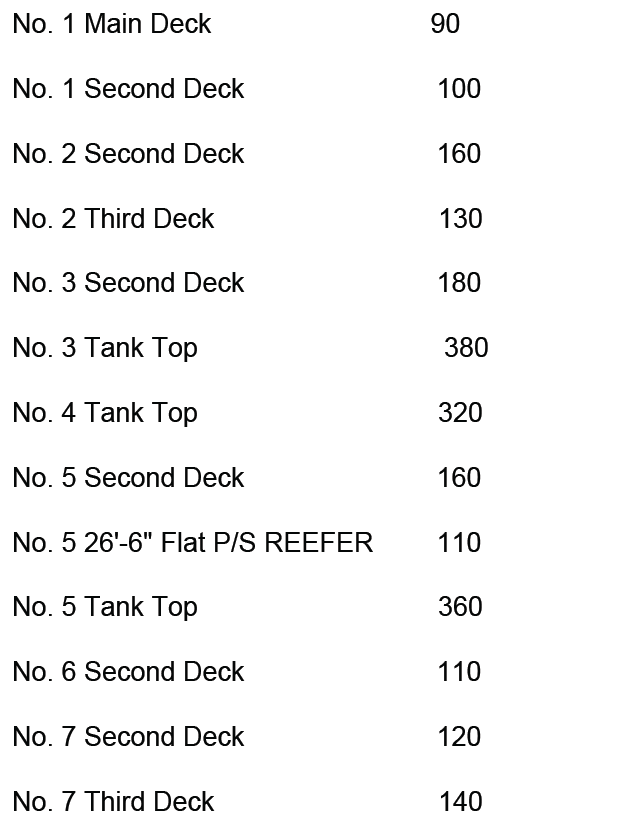 No. 1 Main Deck 90
No. 1 Second Deck 100
No. 2 Second Deck 160
No. 2 Third Deck 130
No. 3 Second Deck 180
No. 3 Tank Top 380
No. 4 Tank Top 320
No. 5 Second Deck 160
No. 5 26'-6" Flat P/S REEFER 110
No. 5 Tank Top 360
No. 6 Second Deck 110
No. 7 Second Deck 120
No. 7 Third Deck 140